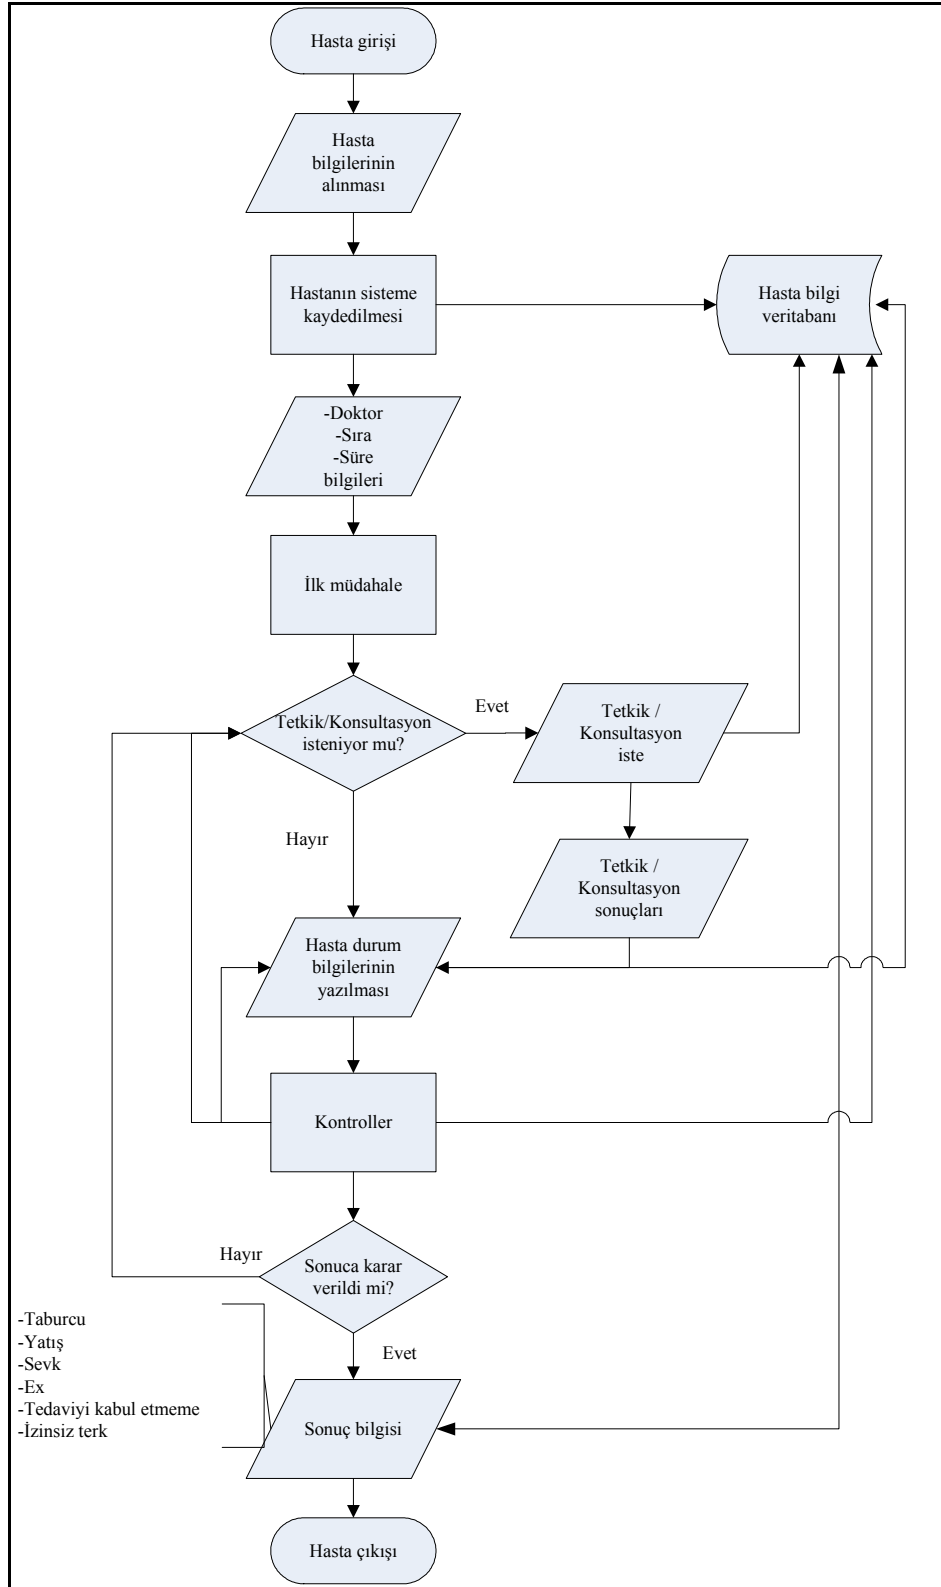 Hasta girişi
Hasta
bilgilerinin
alınması
Hastanın sisteme
kaydedilmesi
Hasta bilgi
veritabanı
-Doktor
-Sıra
-Süre
bilgileri
İlk müdahale
Tetkik/Konsultasyon
isteniyor mu?
Evet
Tetkik /
Konsultasyon
iste
Hayır
Tetkik /
Konsultasyon
sonuçları
Hasta durum
bilgilerinin
yazılması
Kontroller
Hayır
Sonuca karar
verildi mi?
Evet
-Taburcu
-Yatış
-Sevk
-Ex
-Tedaviyi kabul etmeme
-İzinsiz terk
Sonuç bilgisi
Hasta çıkışı